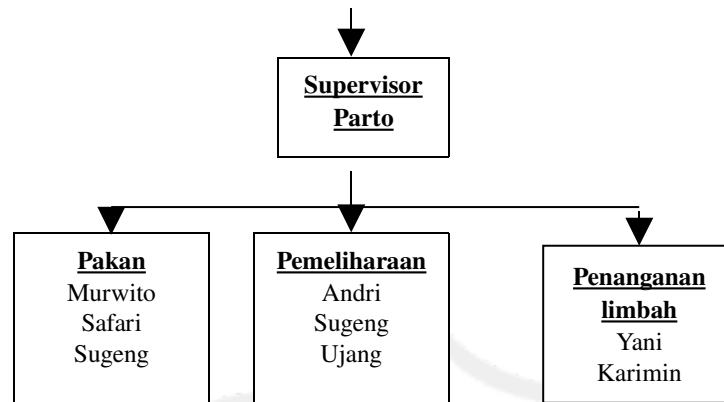 Supervisor
Parto
Pakan
Murwito
Safari
Sugeng
Pemeliharaan
Andri
Sugeng
Ujang
Penanganan
limbah
Yani
Karimin